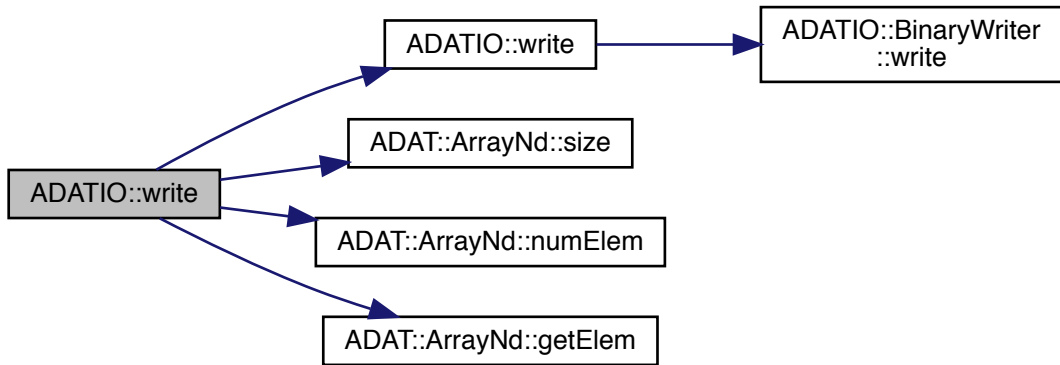 ADATIO::write
ADATIO::write
ADATIO::BinaryWriter
::write
ADAT::ArrayNd::size
ADAT::ArrayNd::numElem
ADAT::ArrayNd::getElem